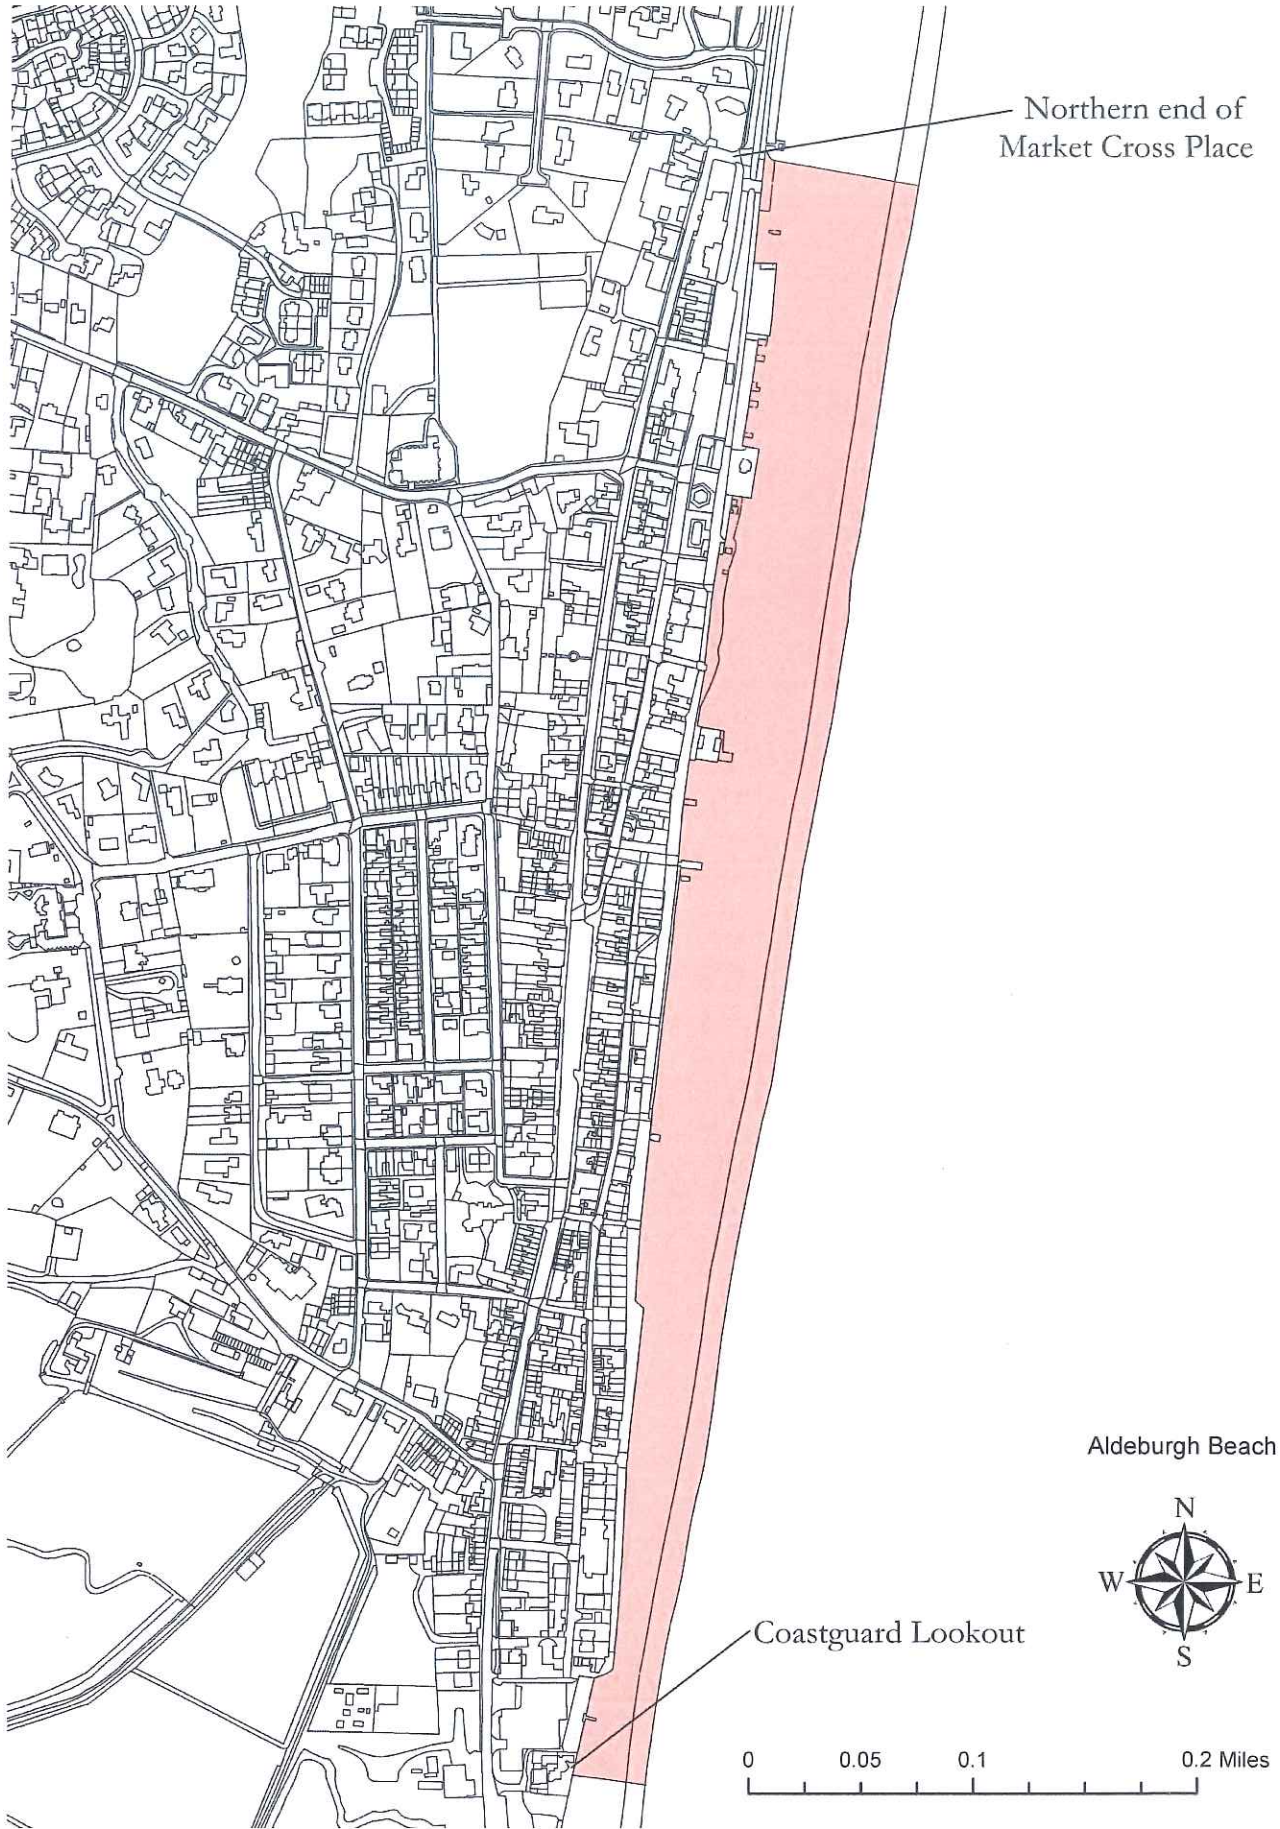 Northern end of
Market Cross Place
Aldeburgh Beach
N
W E
S
Coastguard Lookout
0 0.05 0.1 0.2 Miles